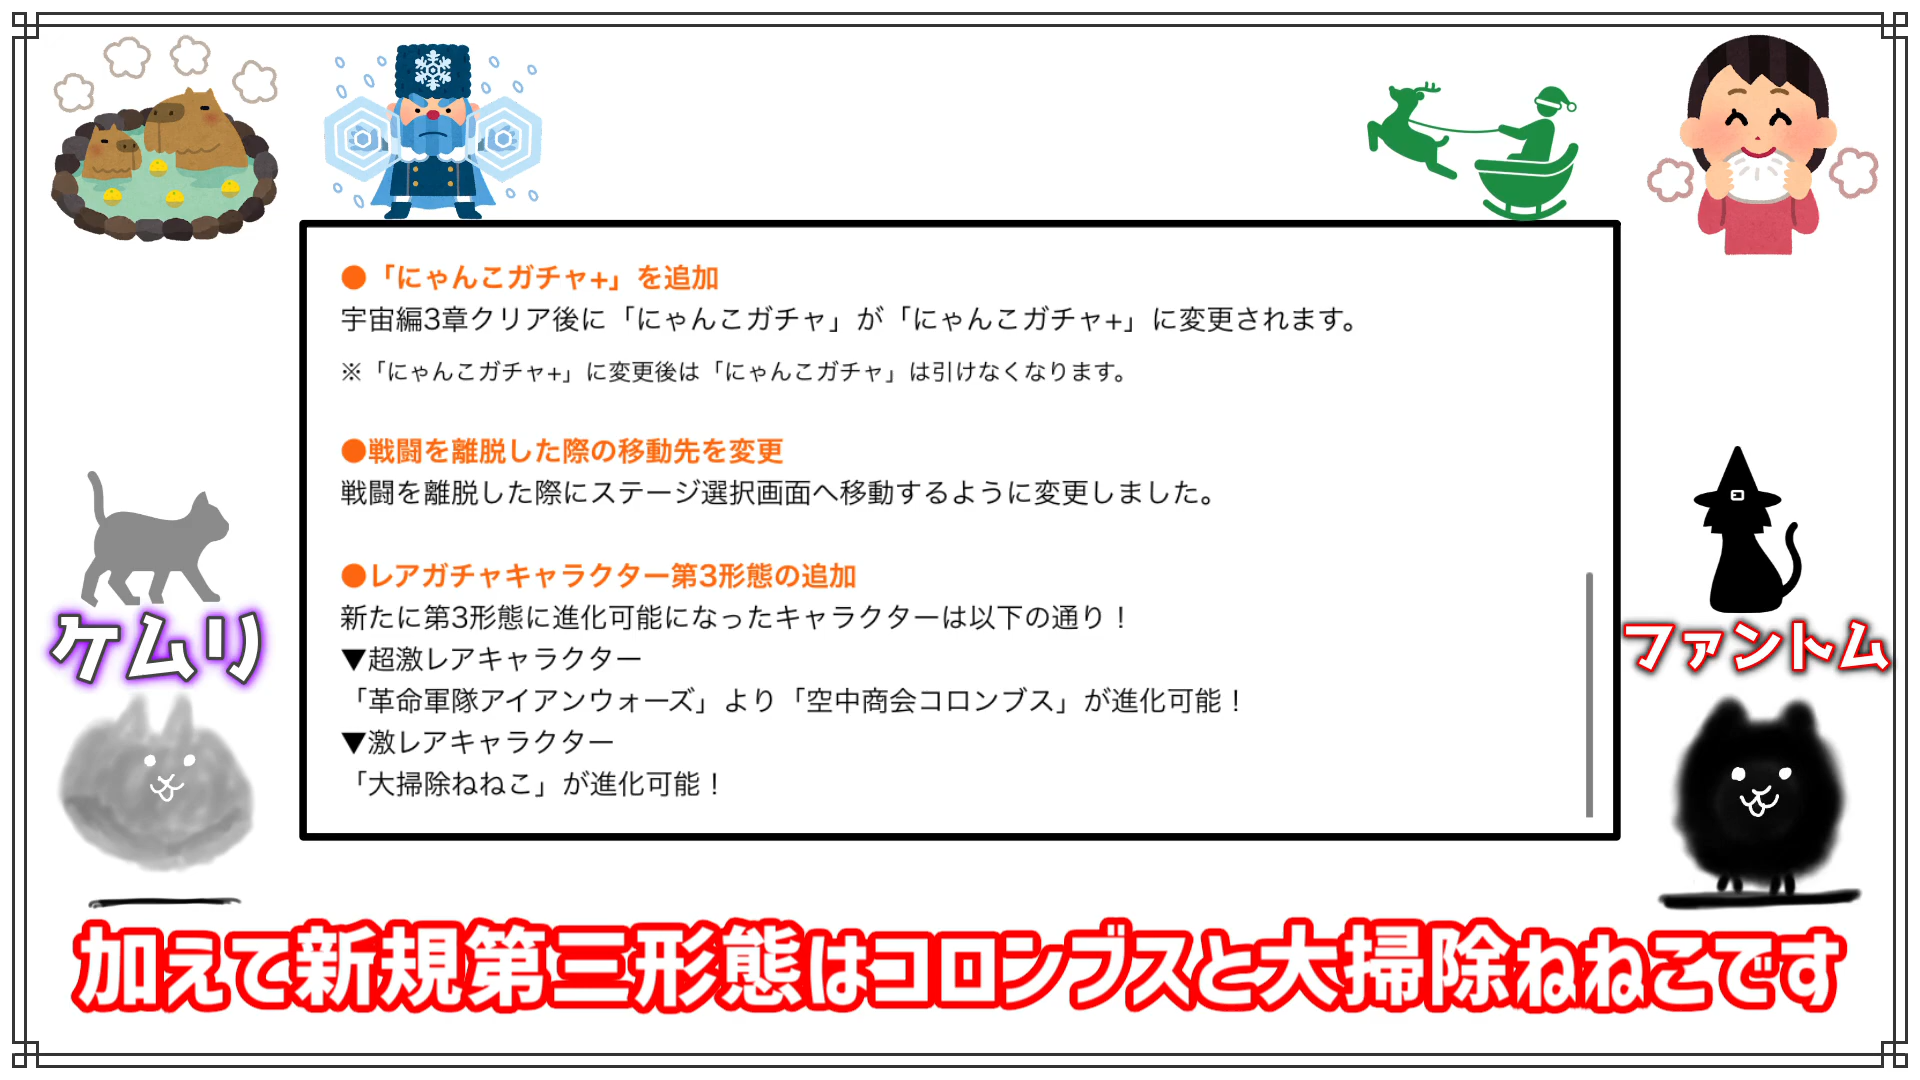 ●「にゃんこガチャ+」を追加
宇宙編3章クリア後に「にゃんこガチャ」が「にゃんこガチャ+」に変更されます。
※「にゃんこガチャ+」に変更後は「にゃんこガチャ」は引けなくなります。
●戦闘を離脱した際の移動先を変更
戦闘を離脱した際にステージ選択画面へ移動するように変更しました。
●レアガチャキャラクター第3形態の追加
新たに第3形態に進化可能になったキャラクターは以下の通り！
▼超激レアキャラクター
「革命軍隊アイアンウォーズ」より「空中商会コロンブス」が進化可能！
▼激レアキャラクター
「大掃除ねねこ」が進化可能！
ケムリ
ファントム
加えて新規第三形態はコロンブスと大掃除ねねこです